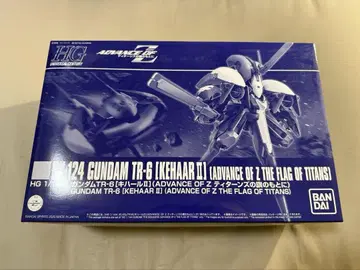 HG
ADVANCE OF Z
124 GUNDAM TR-6 [KEHAAR II] (ADVANCE OF Z THE FLAG OF TITANS)
HG 1/ ガンダムTR-6 [キハールII] (ADVANCE OF Z ティターンズの旗のもとに)
GUNDAM TR-6 [KEHAAR II] (ADVANCE OF Z THE FLAG OF TITANS)
BAN
DAI